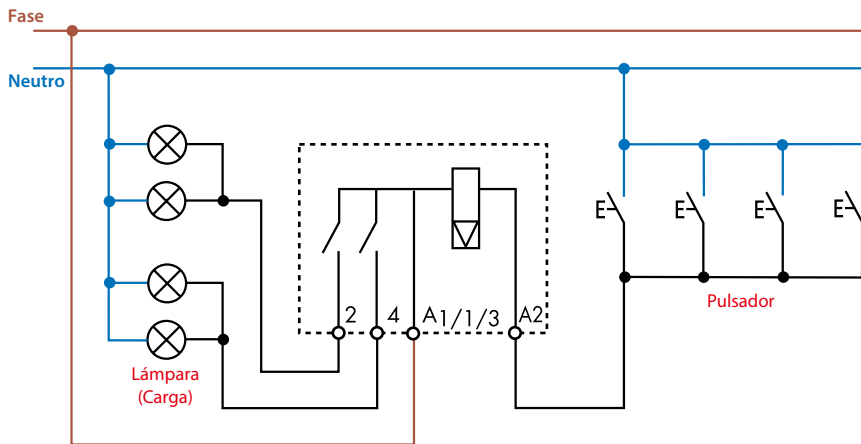 Fase
Neutro
E E E E
2 4 A1/1/3 A2
Pulsador
Lámpara
(Carga)